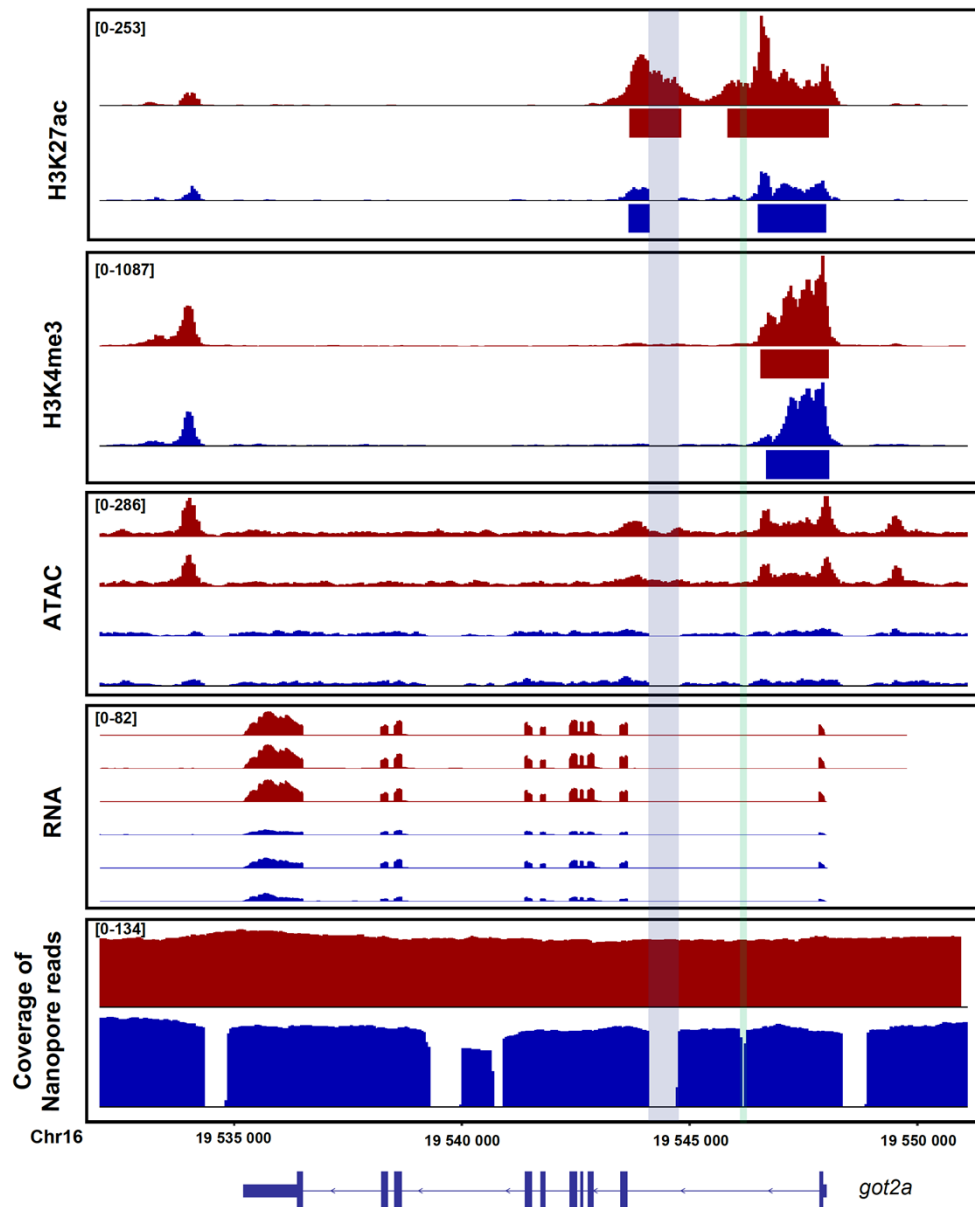 [0-253]
H3K27ac
[0-1087]
H3K4me3
[0-286]
ATAC
[0-82]
RNA
[0-134]
Coverage of
Nanopore reads
Chr16
19 535 000
19 540 000
19 545 000
19 550 000
got2a